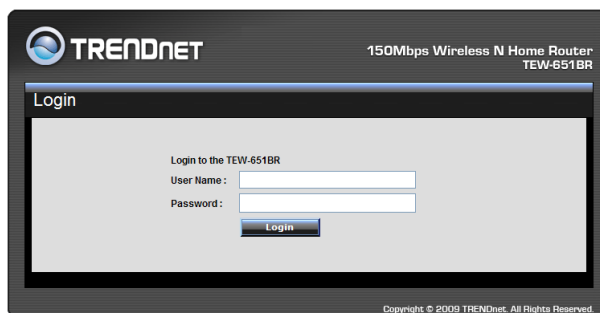 TRENDNET
150Mbps Wireless N Home Router
TEW-651BR
Login
Login to the TEW-651BR
User Name :
Password :
Login
Copyright © 2009 TRENDnet. All Rights Reserved.